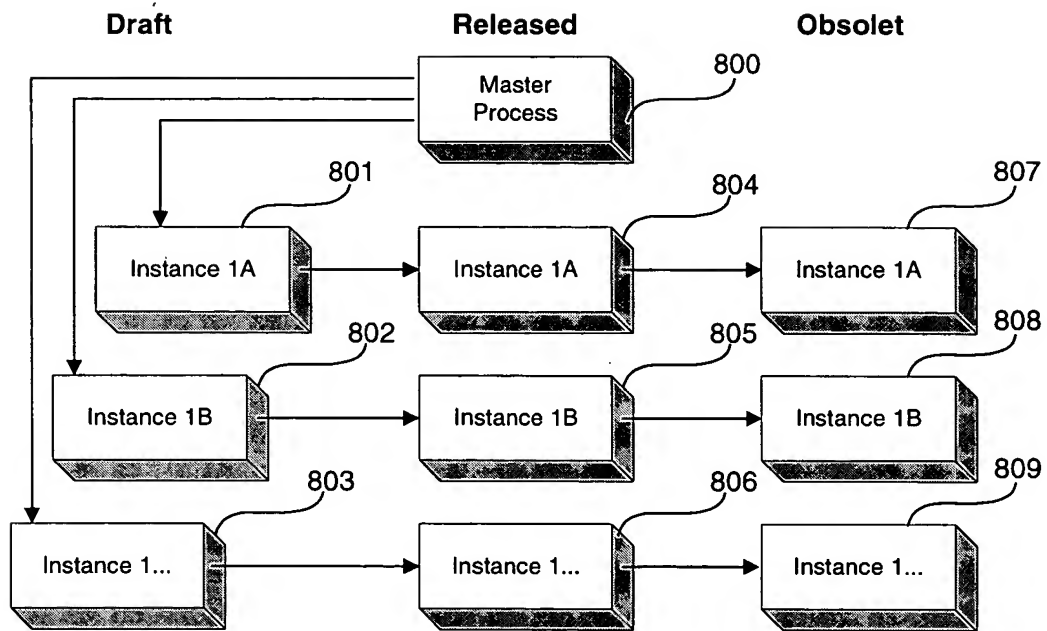 Draft Released Obsolet
Master
Process
800
801
804
807
Instance 1A Instance 1A Instance 1A
802
805
808
Instance 1B Instance 1B Instance 1B
803
806
809
Instance 1... Instance 1... Instance 1...